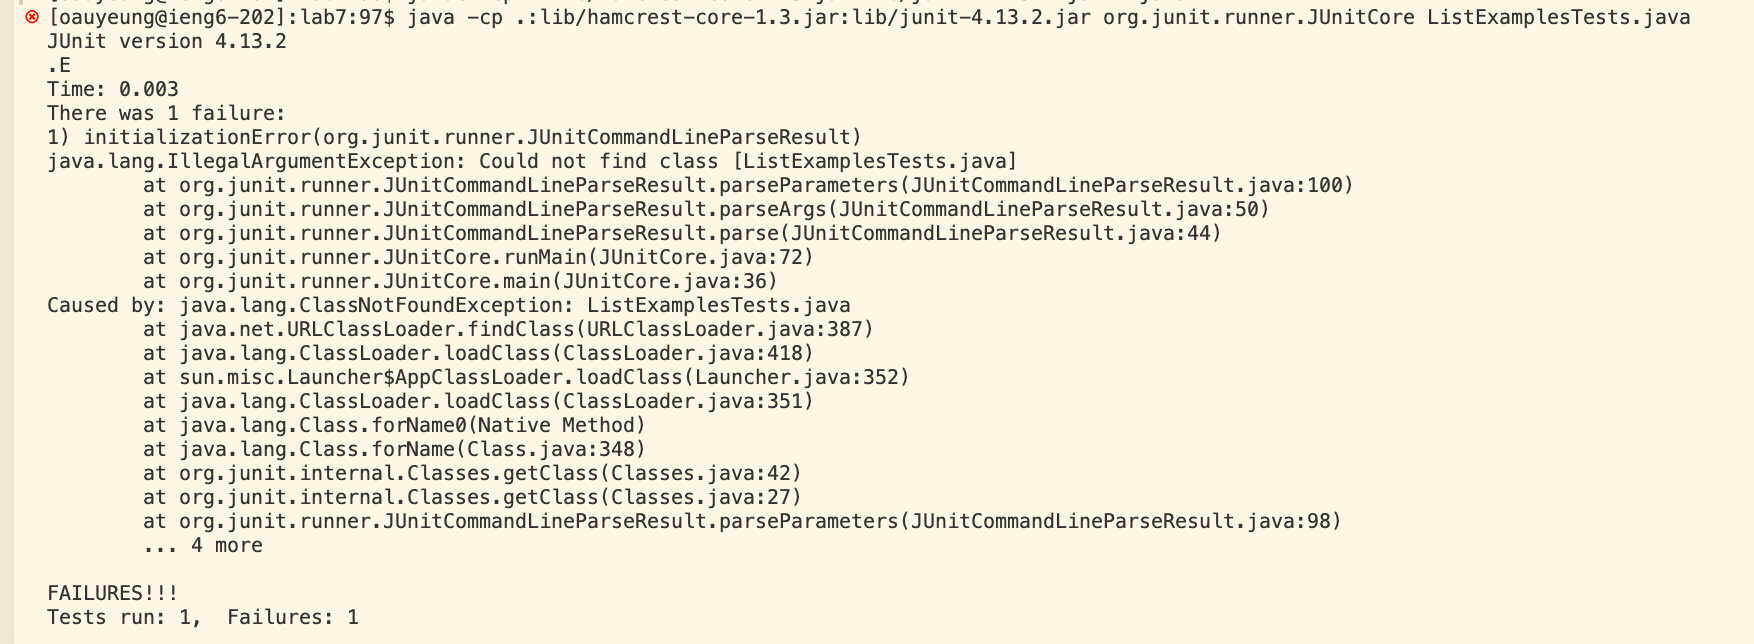 [oauyeung@ieng6-202]:lab7:97$ java -cp .:lib/hamcrest-core-1.3.jar:lib/junit-4.13.2.jar org.junit.runner.JUnitCore ListExamplesTests.java
JUnit version 4.13.2
.E
Time: 0.003
There was 1 failure:
1) initializationError(org.junit.runner.JUnitCommandLineParseResult)
java.lang.IllegalArgumentException: Could not find class [ListExamplesTests.java]
        at org.junit.runner.JUnitCommandLineParseResult.parseParameters(JUnitCommandLineParseResult.java:100)
        at org.junit.runner.JUnitCommandLineParseResult.parseArgs(JUnitCommandLineParseResult.java:50)
        at org.junit.runner.JUnitCommandLineParseResult.parse(JUnitCommandLineParseResult.java:44)
        at org.junit.runner.JUnitCore.runMain(JUnitCore.java:72)
        at org.junit.runner.JUnitCore.main(JUnitCore.java:36)
Caused by: java.lang.ClassNotFoundException: ListExamplesTests.java
        at java.net.URLClassLoader.findClass(URLClassLoader.java:387)
        at java.lang.ClassLoader.loadClass(ClassLoader.java:418)
        at sun.misc.Launcher$AppClassLoader.loadClass(Launcher.java:352)
        at java.lang.ClassLoader.loadClass(ClassLoader.java:351)
        at java.lang.Class.forName0(Native Method)
        at java.lang.Class.forName(Class.java:348)
        at org.junit.internal.Classes.getClass(Classes.java:42)
        at org.junit.internal.Classes.getClass(Classes.java:27)
        at org.junit.runner.JUnitCommandLineParseResult.parseParameters(JUnitCommandLineParseResult.java:98)
        ... 4 more
FAILURES!!!
Tests run: 1,  Failures: 1